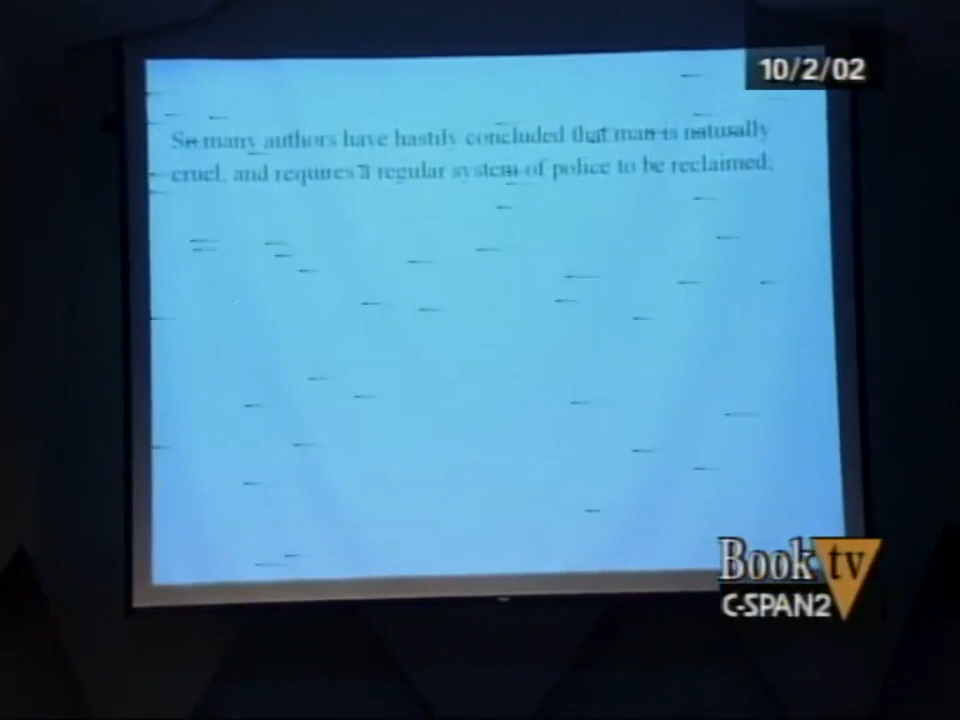 10/2/02
So many authors have hastily concluded that man is naturally
cruel, and requires a regular system of police to be reclaimed;
Book tv
C-SPAN2